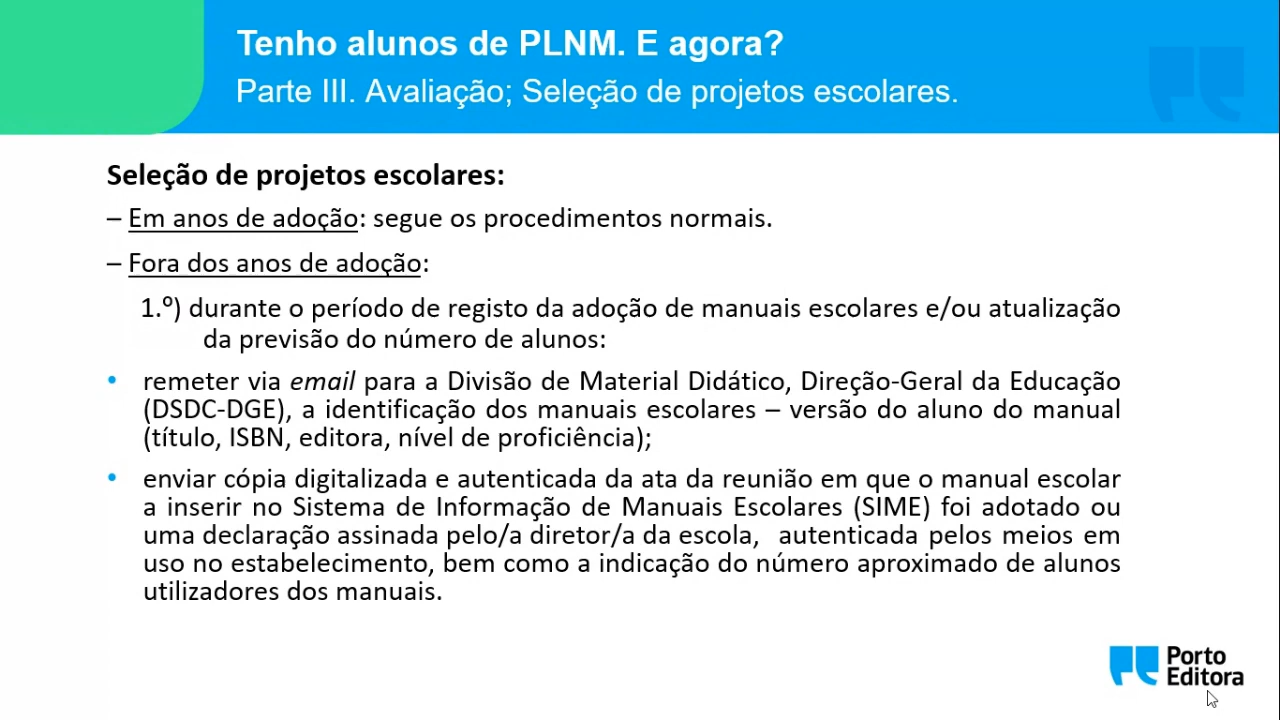 Tenho alunos de PLNM. E agora?
Parte III. Avaliação; Seleção de projetos escolares.
Seleção de projetos escolares:
– Em anos de adoção: segue os procedimentos normais.
– Fora dos anos de adoção:
1.º) durante o período de registo da adoção de manuais escolares e/ou atualização
da previsão do número de alunos:
• remeter via email para a Divisão de Material Didático, Direção-Geral da Educação
(DSDC-DGE), a identificação dos manuais escolares – versão do aluno do manual
(título, ISBN, editora, nível de proficiência);
• enviar cópia digitalizada e autenticada da ata da reunião em que o manual escolar
a inserir no Sistema de Informação de Manuais Escolares (SIME) foi adotado ou
uma declaração assinada pelo/a diretor/a da escola, autenticada pelos meios em
uso no estabelecimento, bem como a indicação do número aproximado de alunos
utilizadores dos manuais.
Porto
Editora